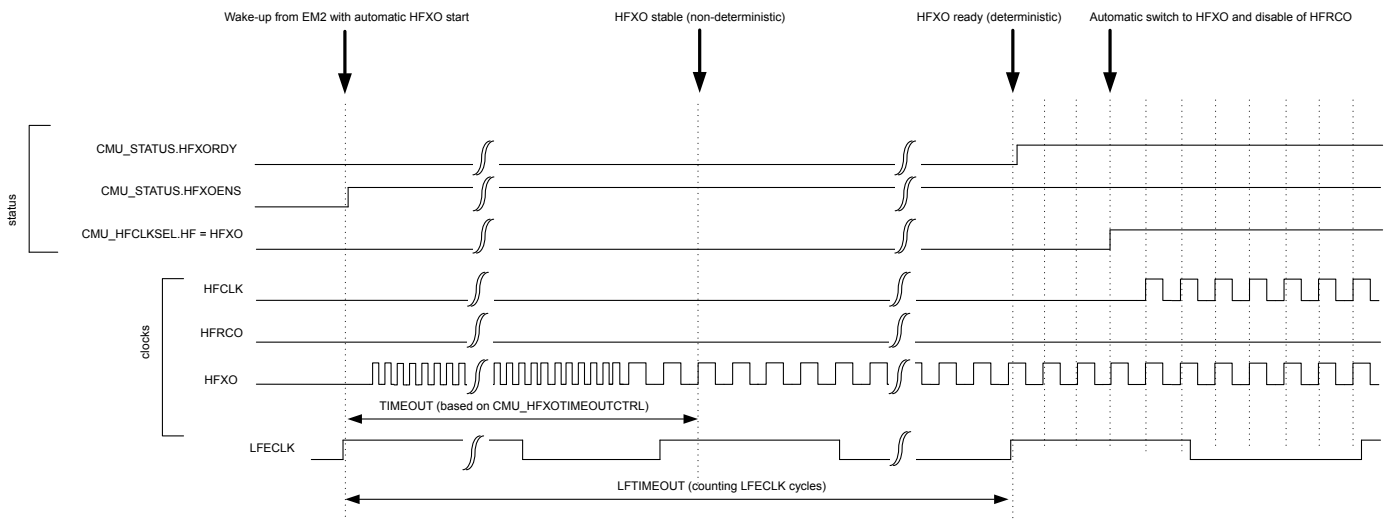 Wake-up from EM2 with automatic HFXO start
HFXO stable (non-deterministic)
HFXO ready (deterministic)
Automatic switch to HFXO and disable of HFRCO
status
CMU_STATUS.HFXORDY
CMU_STATUS.HFXOENS
CMU_HFCLKSEL.HF = HFXO
clocks
HFCLK
HFRCO
HFXO
TIMEOUT (based on CMU_HFXOTIMEOUTCTRL)
LFECLK
LFTIMEOUT (counting LFECLK cycles)